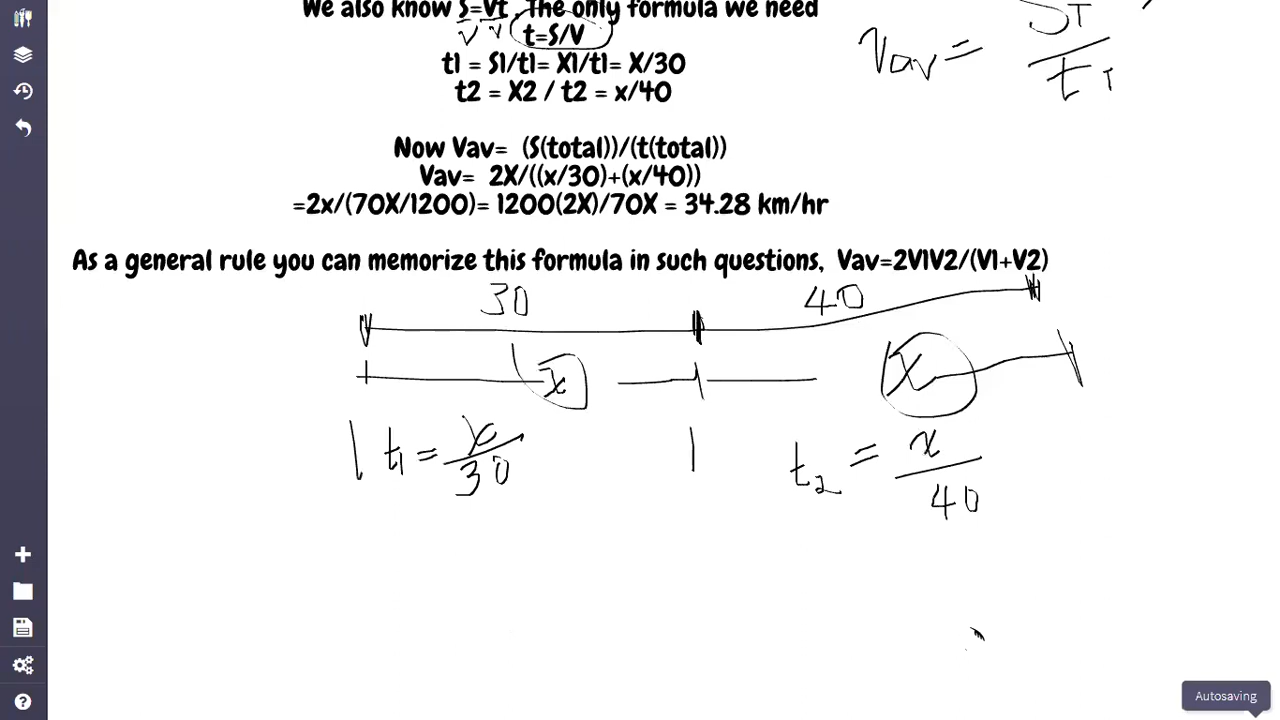 We also know S=Vt . The only formula we need
V V
t=S/V
t1 = S1/t1= X1/t1= X/30
t2 = X2 / t2 = x/40
Vav = ST / tT
Now Vav= (S(total))/(t(total))
Vav= 2X/((x/30)+(x/40))
=2x/(70X/1200)= 1200(2X)/70X = 34.28 km/hr
As a general rule you can memorize this formula in such questions, Vav=2V1V2/(V1+V2)
30 40
x x
t1 = x/30 t2 = x/40
Autosaving